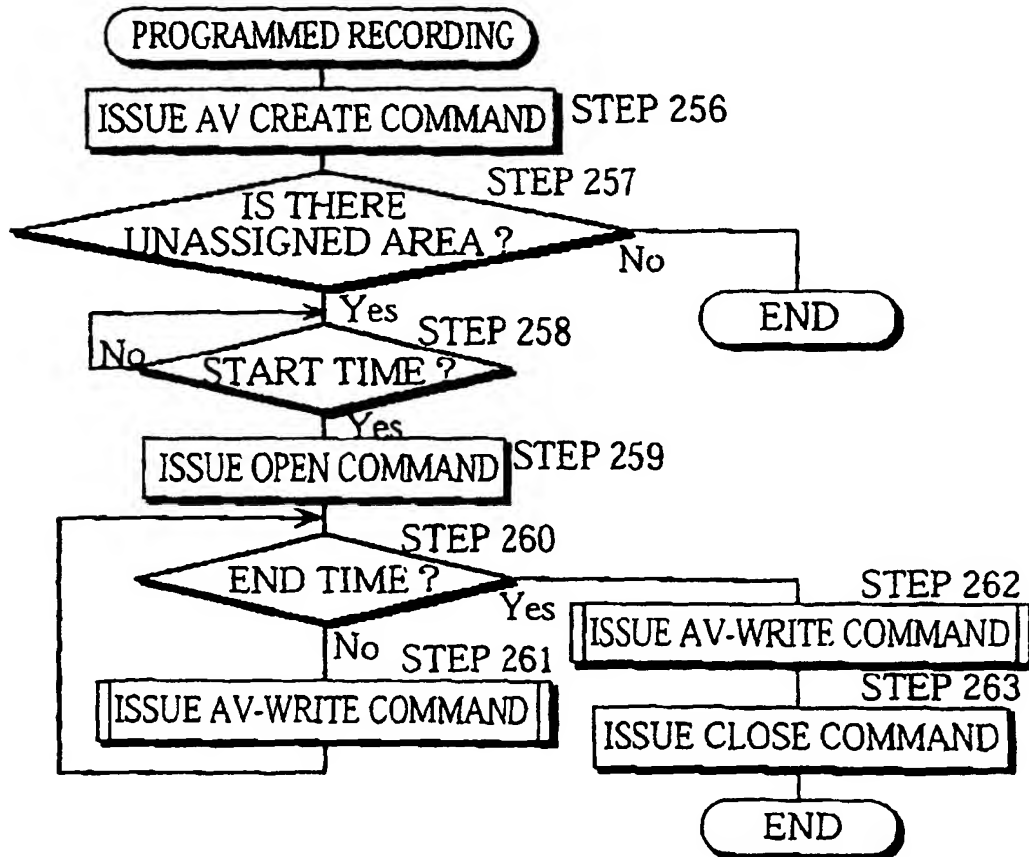 PROGRAMMED RECORDING
ISSUE AV CREATE COMMAND
STEP 256
STEP 257
IS THERE
UNASSIGNED AREA ?
No
END
Yes
STEP 258
No
START TIME ?
Yes
ISSUE OPEN COMMAND
STEP 259
STEP 260
END TIME ?
Yes
No
STEP 261
ISSUE AV-WRITE COMMAND
STEP 262
ISSUE AV-WRITE COMMAND
STEP 263
ISSUE CLOSE COMMAND
END